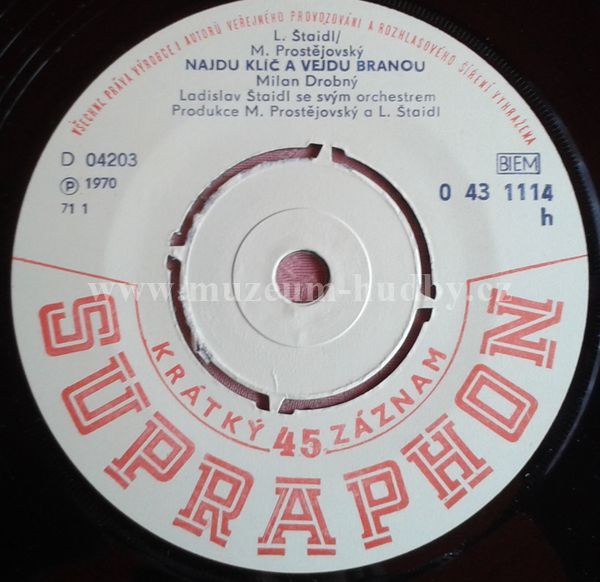 VŠECHNA PRÁVA VÝROBCE I AUTORŮ VEŘEJNÉHO PROVOZOVÁNÍ A ROZHLASOVÉHO ŠÍŘENÍ VYHRAZENA
L. Štaidl/
M. Prostějovský
NAJDU KLÍČ A VEJDU BRANOU
Milan Drobný
Ladislav Štaidl se svým orchestrem
Produkce M. Prostějovský a L. Štaidl
D 04203
Ⓟ 1970
71 1
BIEM
0 43 1114
h
www.muzeum-hudby.cz
KRÁTKÝ 45 ZÁZNAM
SUPRAPHON